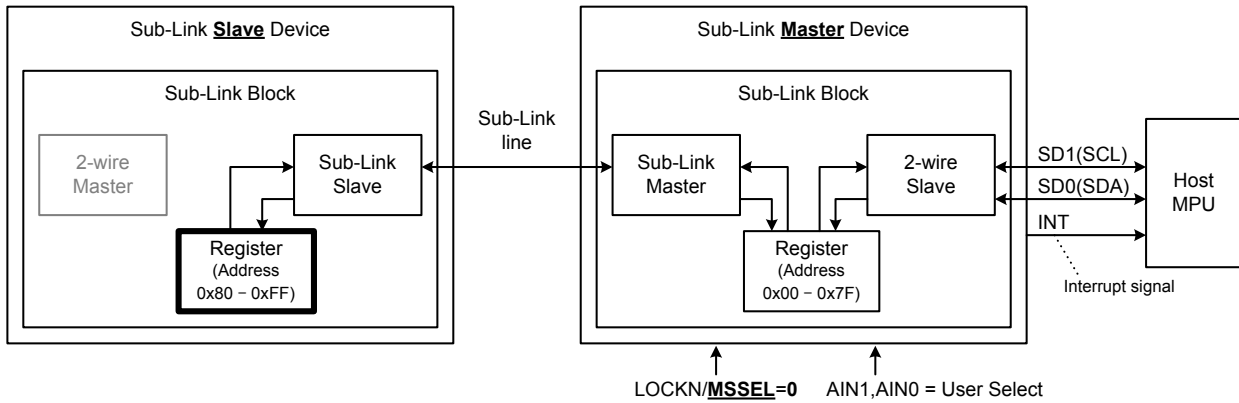 Sub-Link Slave Device
Sub-Link Block
2-wire
Master
Sub-Link
Slave
Register
(Address
0x80 – 0xFF)
Sub-Link
line
Sub-Link Master Device
Sub-Link Block
Sub-Link
Master
2-wire
Slave
Register
(Address
0x00 – 0x7F)
SD1(SCL)
SD0(SDA)
INT
Host
MPU
Interrupt signal
LOCKN/MSSEL=0
AIN1,AIN0 = User Select